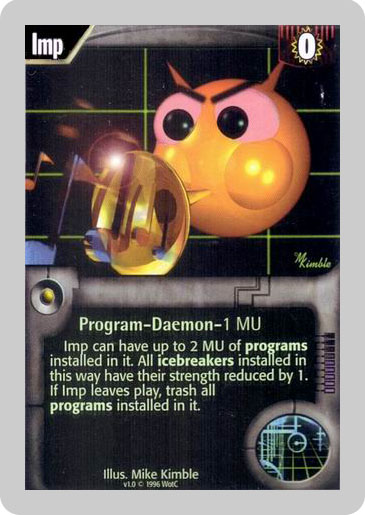 Imp
0
M Kimble
Program-Daemon-1 MU
Imp can have up to 2 MU of programs
installed in it. All icebreakers installed in
this way have their strength reduced by 1.
If Imp leaves play, trash all
programs installed in it.
Illus. Mike Kimble
v1.0 © 1996 WotC